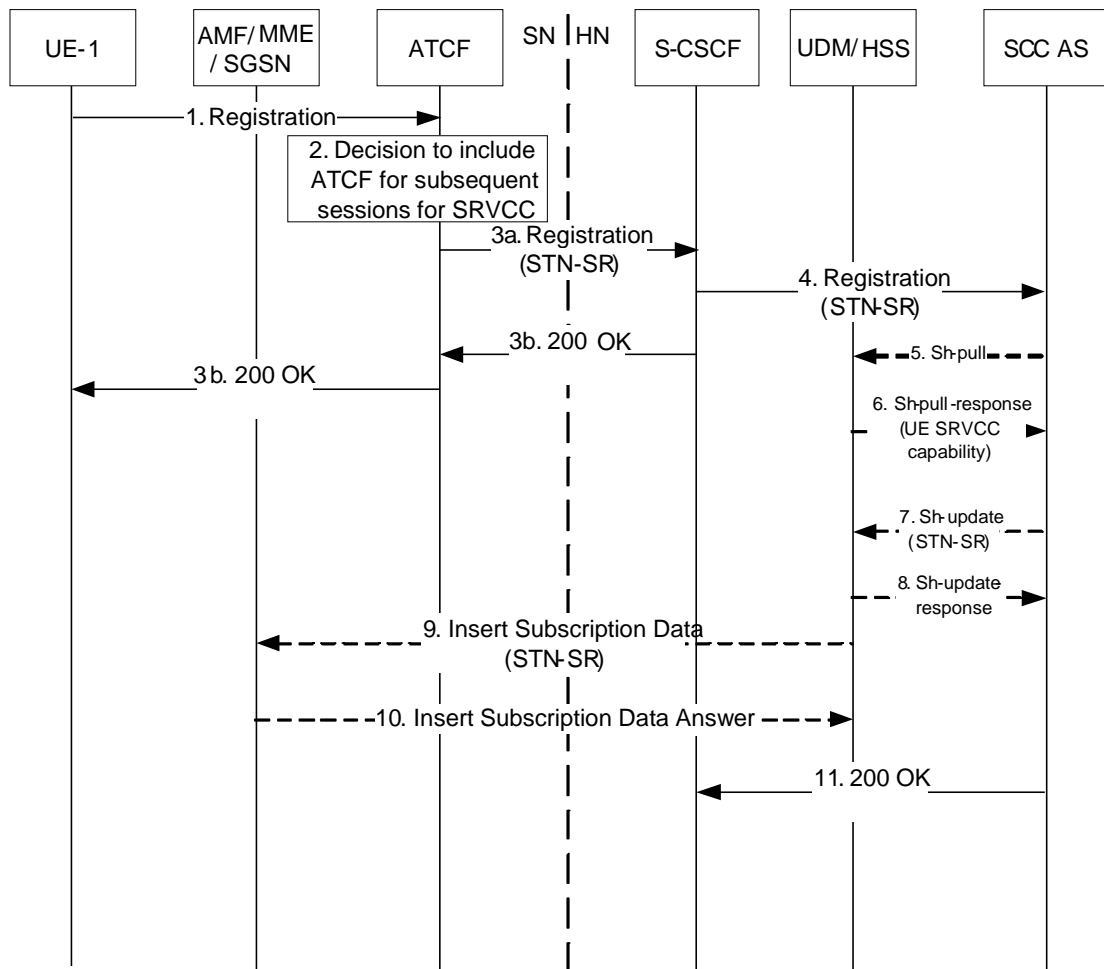 UE-1
AMF/ MME
/ SGSN
ATCF
SN
HN
S-CSCF
UDM/ HSS
SCC AS
1. Registration
2. Decision to include
ATCF for subsequent
sessions for SRVCC
3a. Registration
(STN-SR)
4. Registration
(STN-SR)
3b. 200 OK
5. Sh-pull
3b. 200 OK
6. Sh-pull-response
(UE SRVCC
capability)
7. Sh-update
(STN-SR)
8. Sh-update
response
9. Insert Subscription Data
(STN-SR)
10. Insert Subscription Data Answer
11. 200 OK